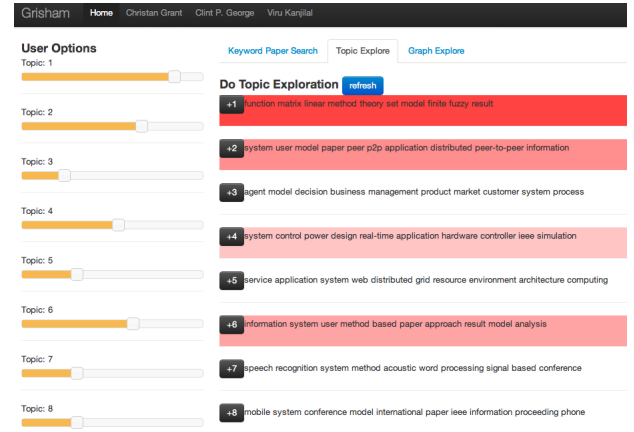 Grisham Home Christan Grant Clint P. George Viru Kanjilal
User Options
Topic: 1
Topic: 2
Topic: 3
Topic: 4
Topic: 5
Topic: 6
Topic: 7
Topic: 8
Keyword Paper Search Topic Explore Graph Explore
Do Topic Exploration refresh
+1 function matrix linear method theory set model finite fuzzy result
+2 system user model paper peer p2p application distributed peer-to-peer information
+3 agent model decision business management product market customer system process
+4 system control power design real-time application hardware controller ieee simulation
+5 service application system web distributed grid resource environment architecture computing
+6 information system user method based paper approach result model analysis
+7 speech recognition system method acoustic word processing signal based conference
+8 mobile system conference model international paper ieee information proceeding phone